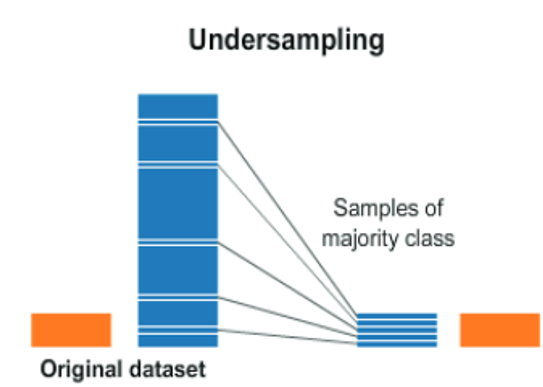 Undersampling
Samples of
majority class
Original dataset